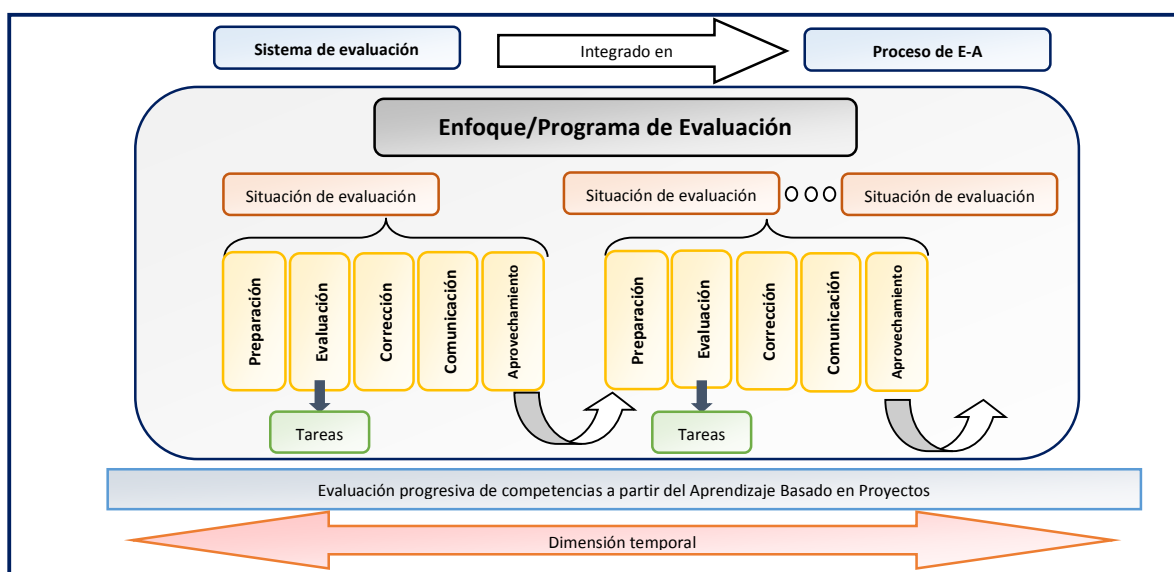 Sistema de evaluación
Integrado en
Proceso de E-A
Enfoque/Programa de Evaluación
Situación de evaluación
Situación de evaluación
Situación de evaluación
Preparación
Evaluación
Corrección
Comunicación
Aprovechamiento
Preparación
Evaluación
Corrección
Comunicación
Aprovechamiento
Tareas
Tareas
Evaluación progresiva de competencias a partir del Aprendizaje Basado en Proyectos
Dimensión temporal